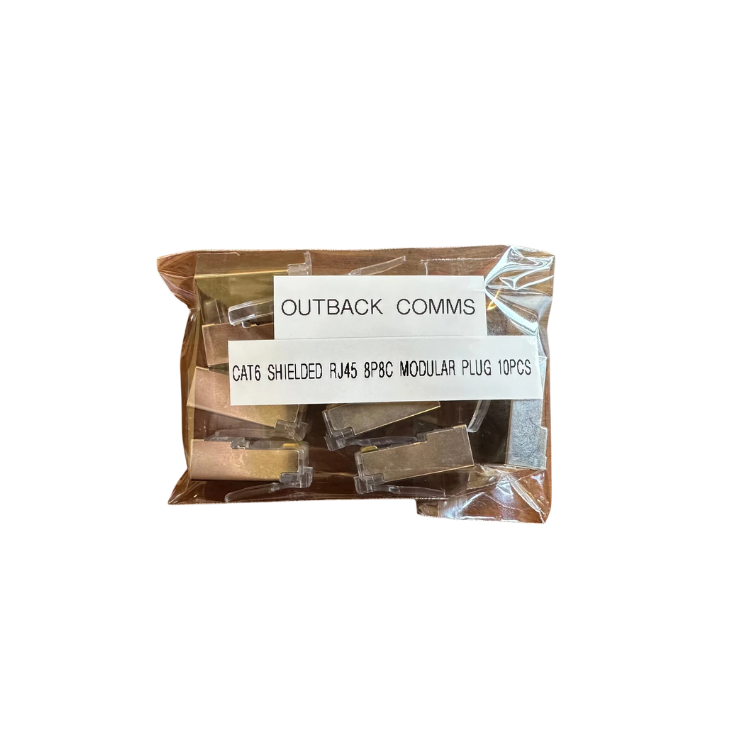 OUTBACK COMMS
CAT6 SHIELDED RJ45 8P8C MODULAR PLUG 10PCS